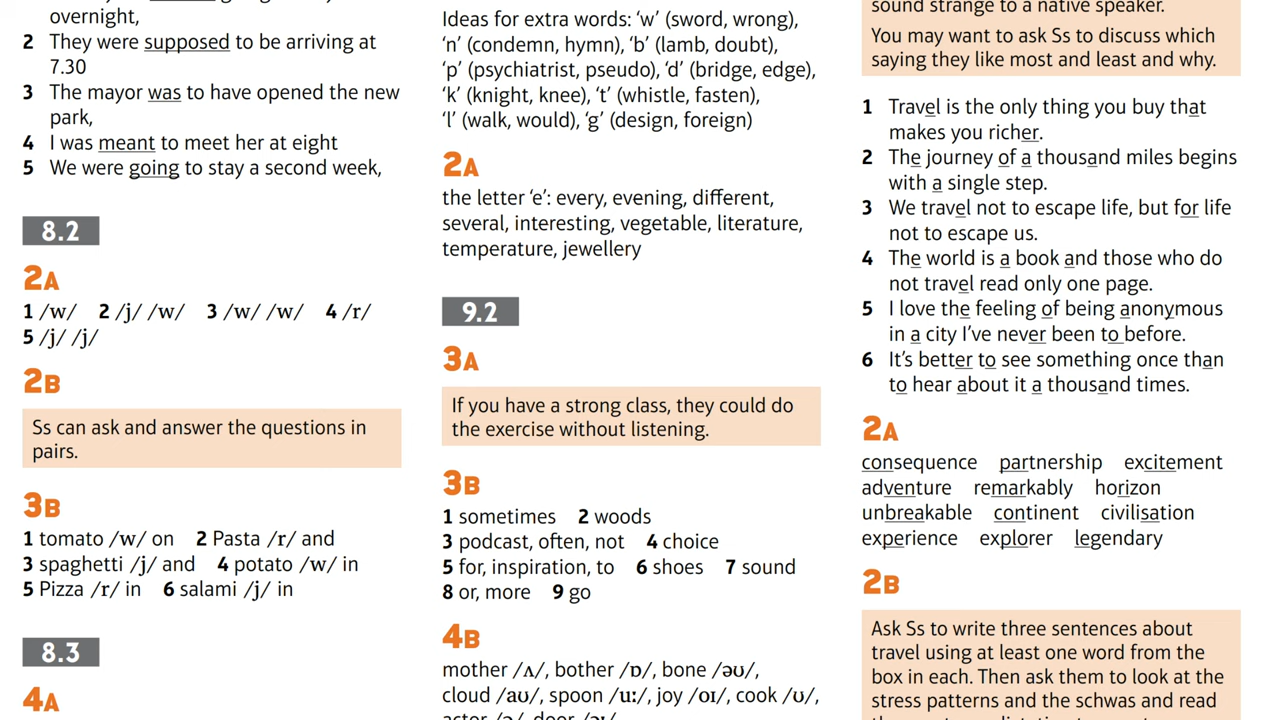 overnight,
2 They were supposed to be arriving at
7.30
3 The mayor was to have opened the new
park,
4 I was meant to meet her at eight
5 We were going to stay a second week,
8.2
2A
1 /w/ 2 /j/ /w/ 3 /w/ /w/ 4 /r/
5 /j/ /j/
2B
Ss can ask and answer the questions in
pairs.
3B
1 tomato /w/ on 2 Pasta /r/ and
3 spaghetti /j/ and 4 potato /w/ in
5 Pizza /r/ in 6 salami /j/ in
8.3
4A
Ideas for extra words: ‘w’ (sword, wrong),
‘n’ (condemn, hymn), ‘b’ (lamb, doubt),
‘p’ (psychiatrist, pseudo), ‘d’ (bridge, edge),
‘k’ (knight, knee), ‘t’ (whistle, fasten),
‘l’ (walk, would), ‘g’ (design, foreign)
2A
the letter ‘e’: every, evening, different,
several, interesting, vegetable, literature,
temperature, jewellery
9.2
3A
If you have a strong class, they could do
the exercise without listening.
3B
1 sometimes 2 woods
3 podcast, often, not 4 choice
5 for, inspiration, to 6 shoes 7 sound
8 or, more 9 go
4B
mother /ʌ/, bother /ɒ/, bone /əʊ/,
cloud /aʊ/, spoon /uː/, joy /ɔɪ/, cook /ʊ/,
sound strange to a native speaker.
You may want to ask Ss to discuss which
saying they like most and least and why.
1 Travel is the only thing you buy that
makes you richer.
2 The journey of a thousand miles begins
with a single step.
3 We travel not to escape life, but for life
not to escape us.
4 The world is a book and those who do
not travel read only one page.
5 I love the feeling of being anonymous
in a city I’ve never been to before.
6 It’s better to see something once than
to hear about it a thousand times.
2A
consequence partnership excitement
adventure remarkably horizon
unbreakable continent civilisation
experience explorer legendary
2B
Ask Ss to write three sentences about
travel using at least one word from the
box in each. Then ask them to look at the
stress patterns and the schwas and read